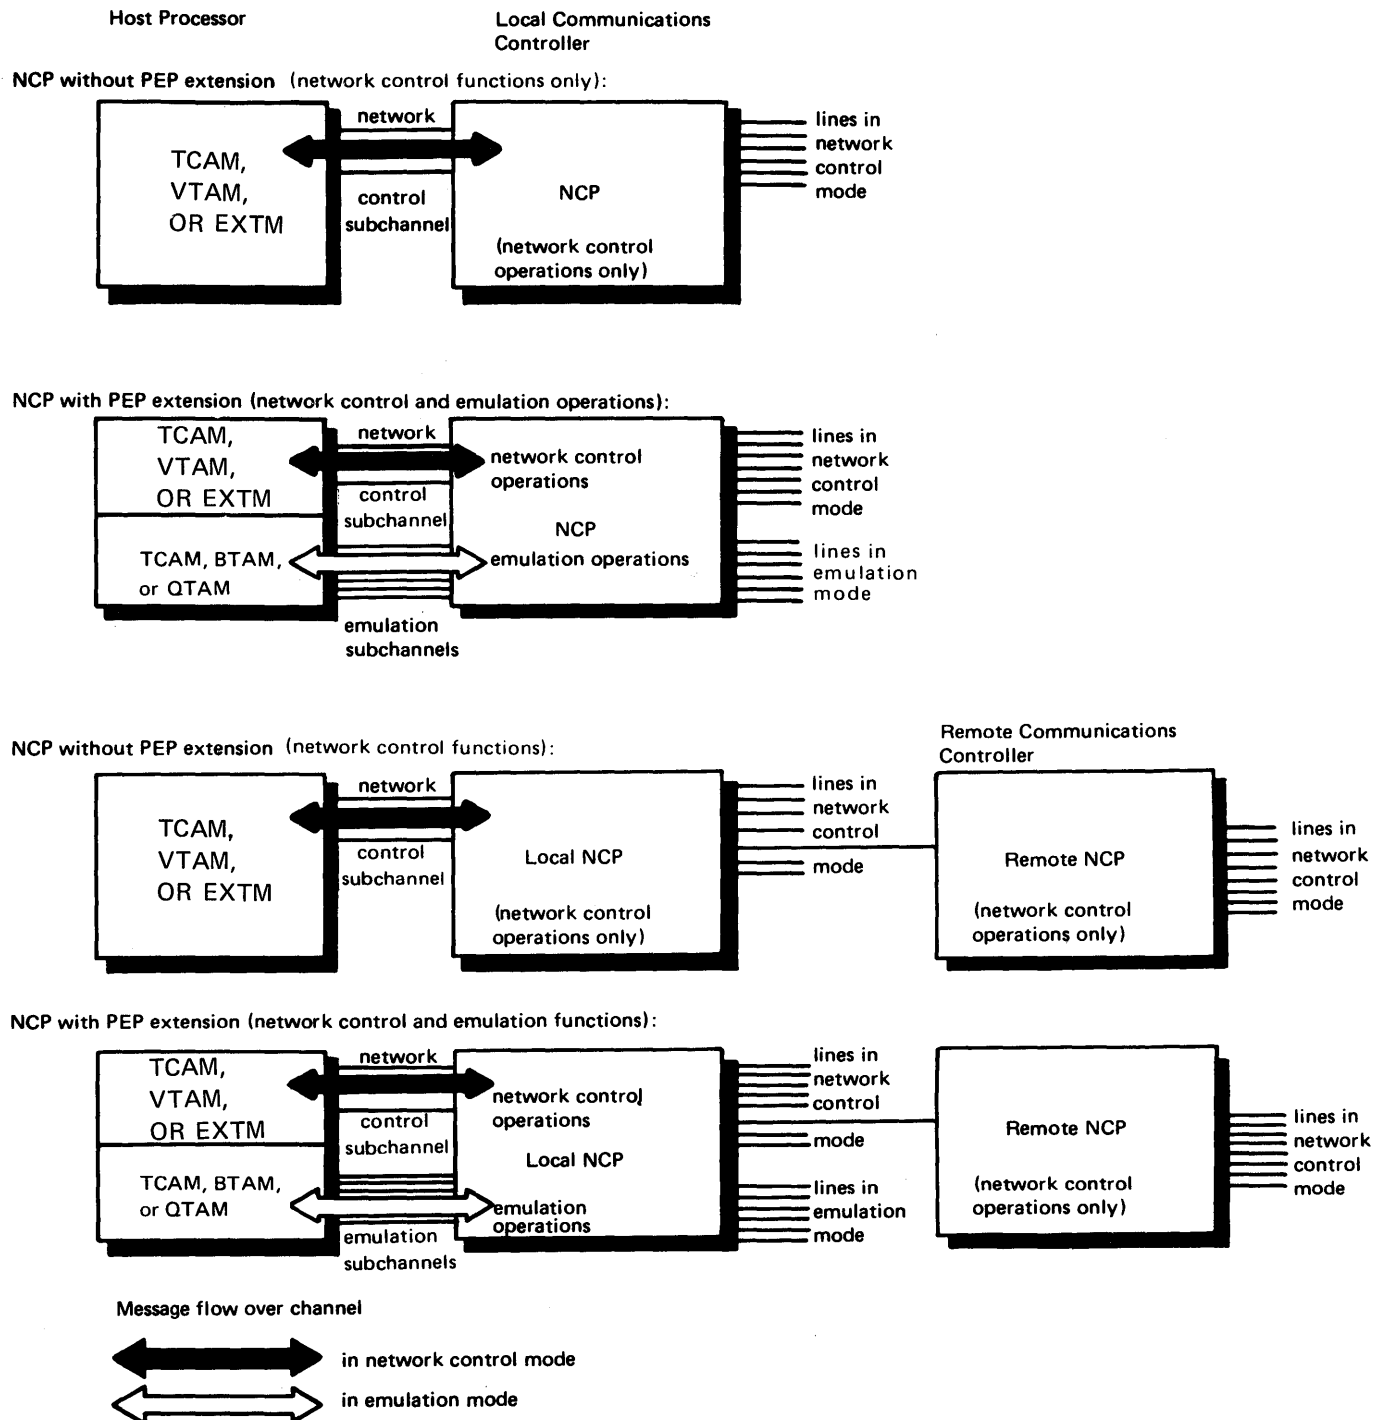 Host Processor
Local Communications
Controller
NCP without PEP extension (network control functions only):
TCAM,
VTAM,
OR EXTM
network
control
subchannel
NCP
(network control
operations only)
lines in
network
control
mode
NCP with PEP extension (network control and emulation operations):
TCAM,
VTAM,
OR EXTM
TCAM, BTAM,
or QTAM
network
control
subchannel
emulation
subchannels
network control
operations
NCP
emulation operations
lines in
network
control
mode
lines in
emulation
mode
NCP without PEP extension (network control functions):
Remote Communications
Controller
TCAM,
VTAM,
OR EXTM
network
control
subchannel
Local NCP
(network control
operations only)
lines in
network
control
mode
Remote NCP
(network control
operations only)
lines in
network
control
mode
NCP with PEP extension (network control and emulation functions):
TCAM,
VTAM,
OR EXTM
TCAM, BTAM,
or QTAM
network
control
subchannel
emulation
subchannels
network control
operations
Local NCP
emulation
operations
lines in
network
control
mode
lines in
emulation
mode
Remote NCP
(network control
operations only)
lines in
network
control
mode
Message flow over channel
in network control mode
in emulation mode